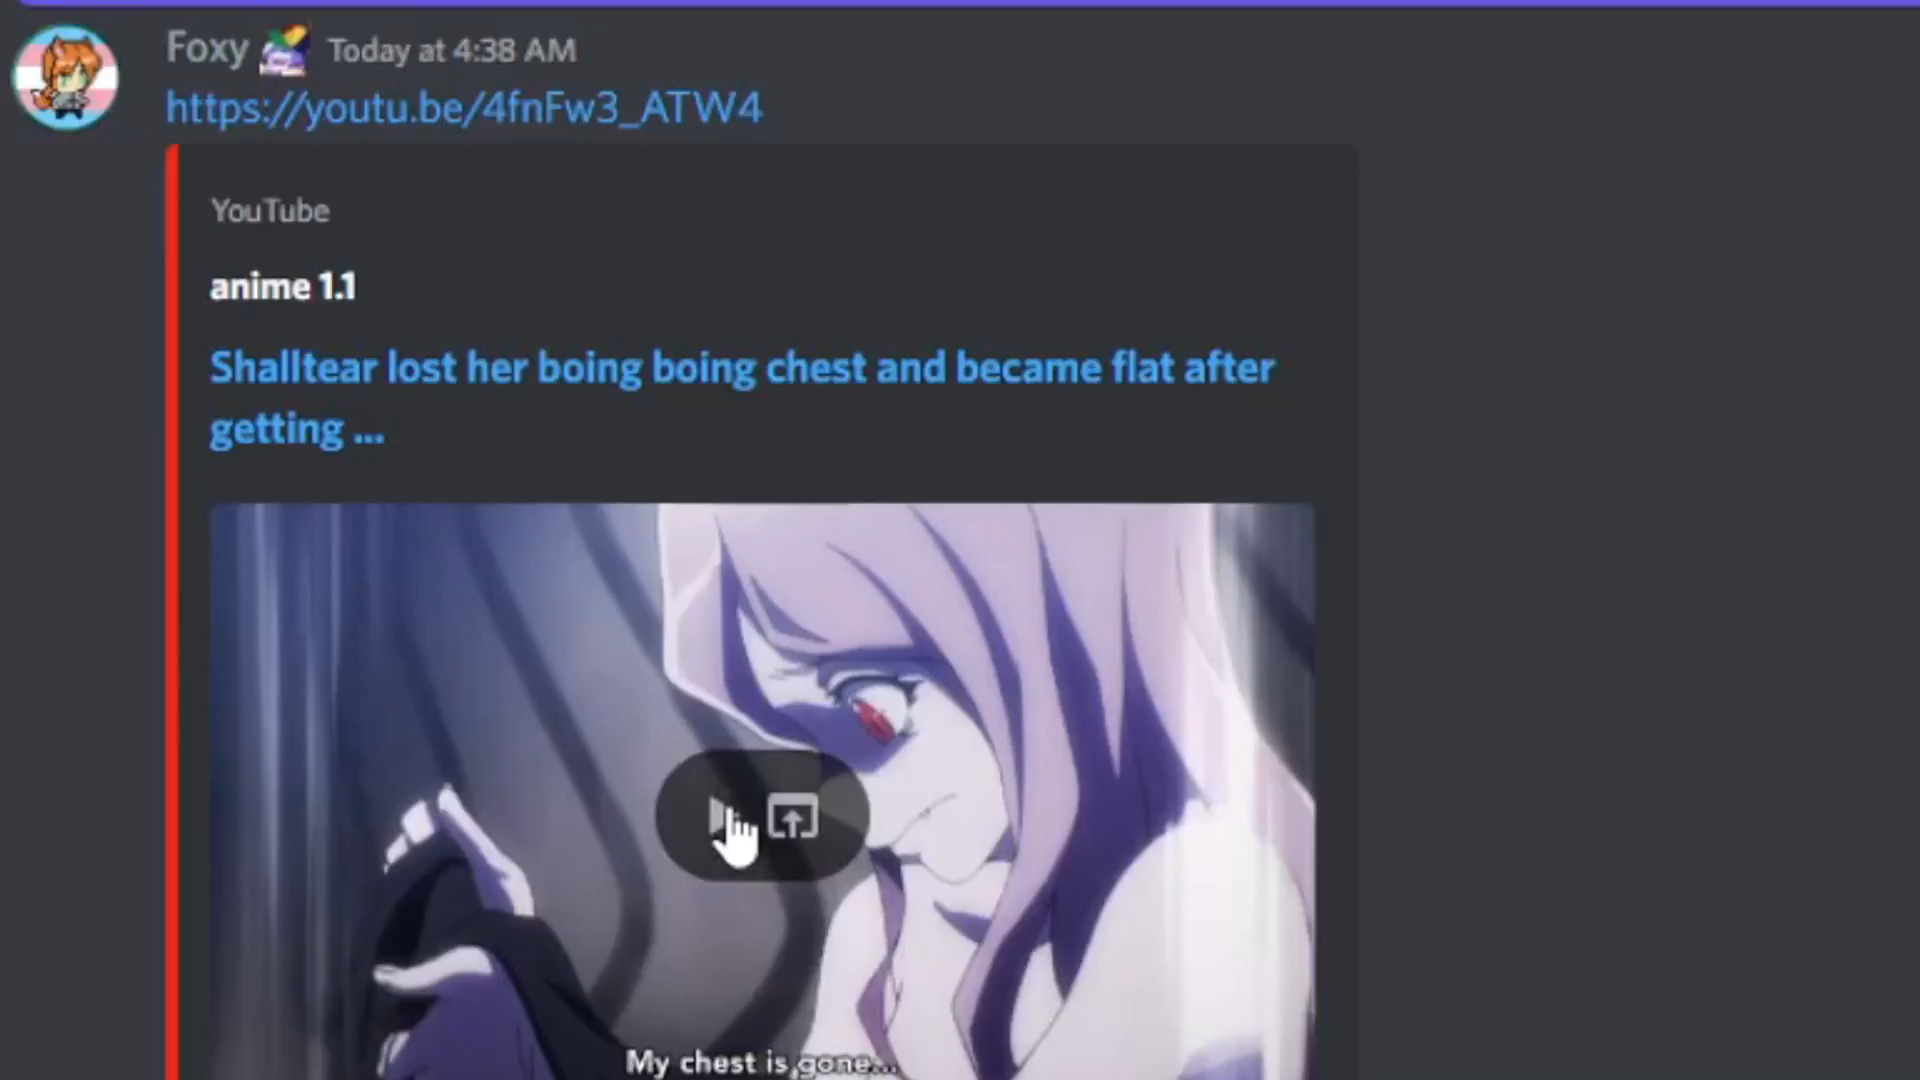 Foxy Today at 4:38 AM
https://youtu.be/4fnFw3_ATW4
YouTube
anime 1.1
Shalltear lost her boing boing chest and became flat after
getting ...
My chest is gone...